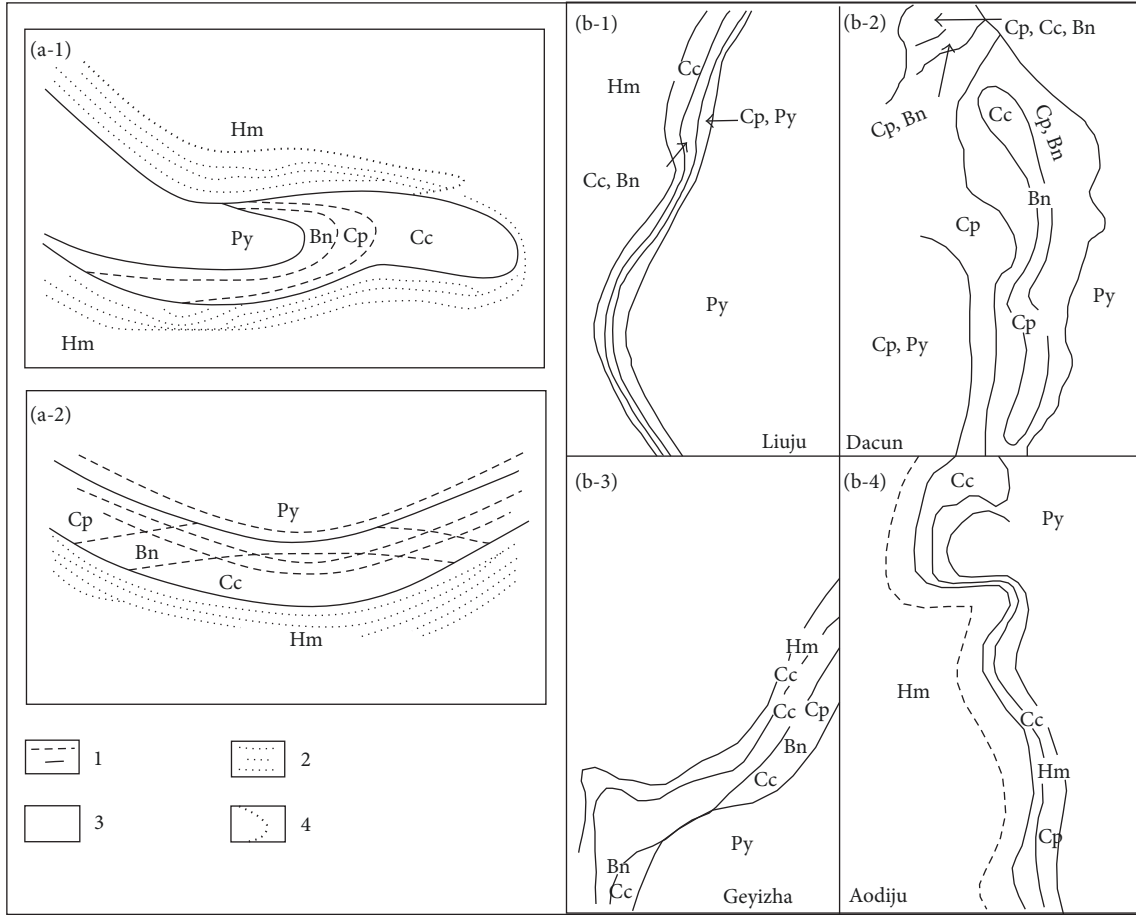 (a-1)
Hm
Py
Bn
Cp
Cc
Hm
(a-2)
Py
Cp
Bn
Cc
Hm
1
2
3
4
(b-1)
Hm
Cc
Cp, Py
Cc, Bn
Py
Liuju
(b-2)
Cp, Cc, Bn
Cp, Bn
Cc
Cp, Bn
Bn
Cp
Cp
Py
Cp, Py
Dacun
(b-3)
Hm
Cc
Cc
Cp
Bn
Cc
Py
Bn
Cc
Geyizha
(b-4)
Cc
Py
Hm
Cc
Hm
Cp
Aodiju